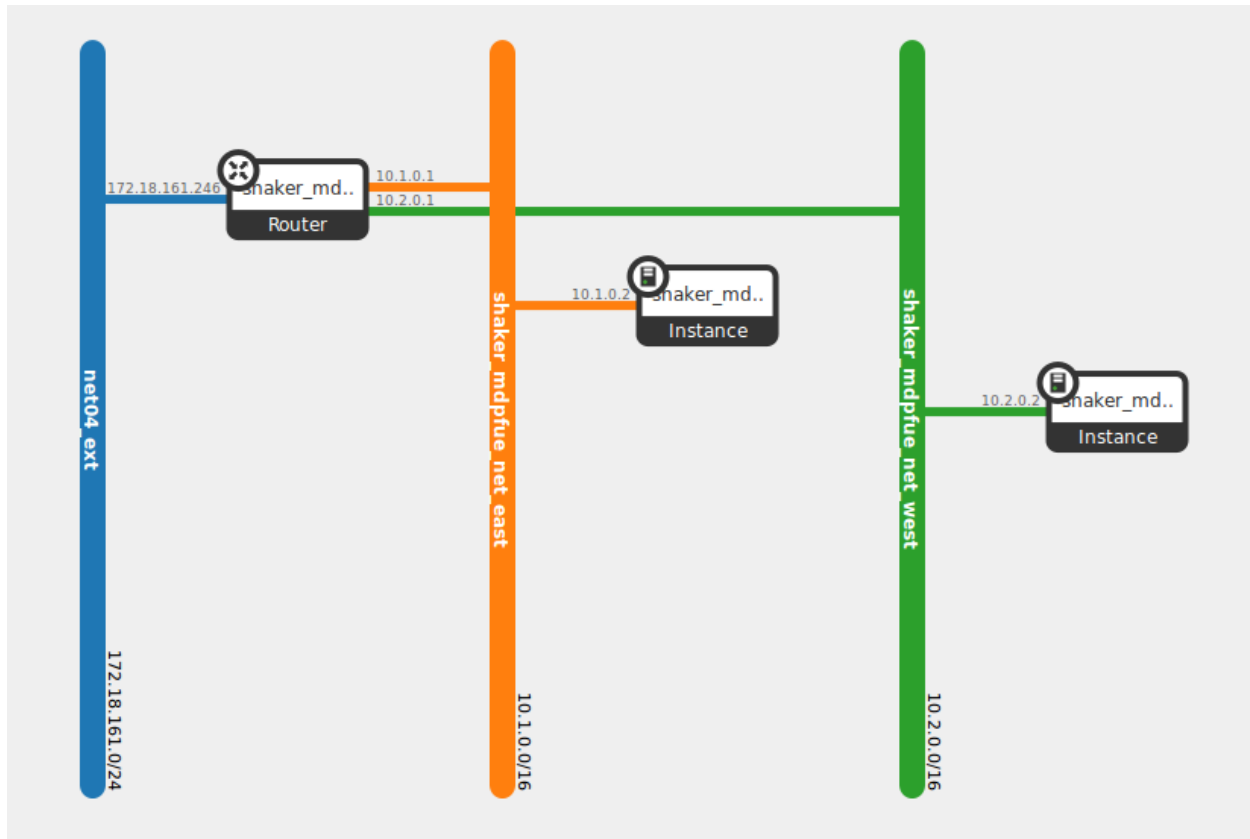 172.18.161.246
shaker_md..
Router
10.1.0.1
10.2.0.1
10.1.0.2
shaker_md..
Instance
10.2.0.2
shaker_md..
Instance
net04_ext
172.18.161.0/24
shaker_mdpfue_net_east
10.1.0.0/16
shaker_mdpfue_net_west
10.2.0.0/16